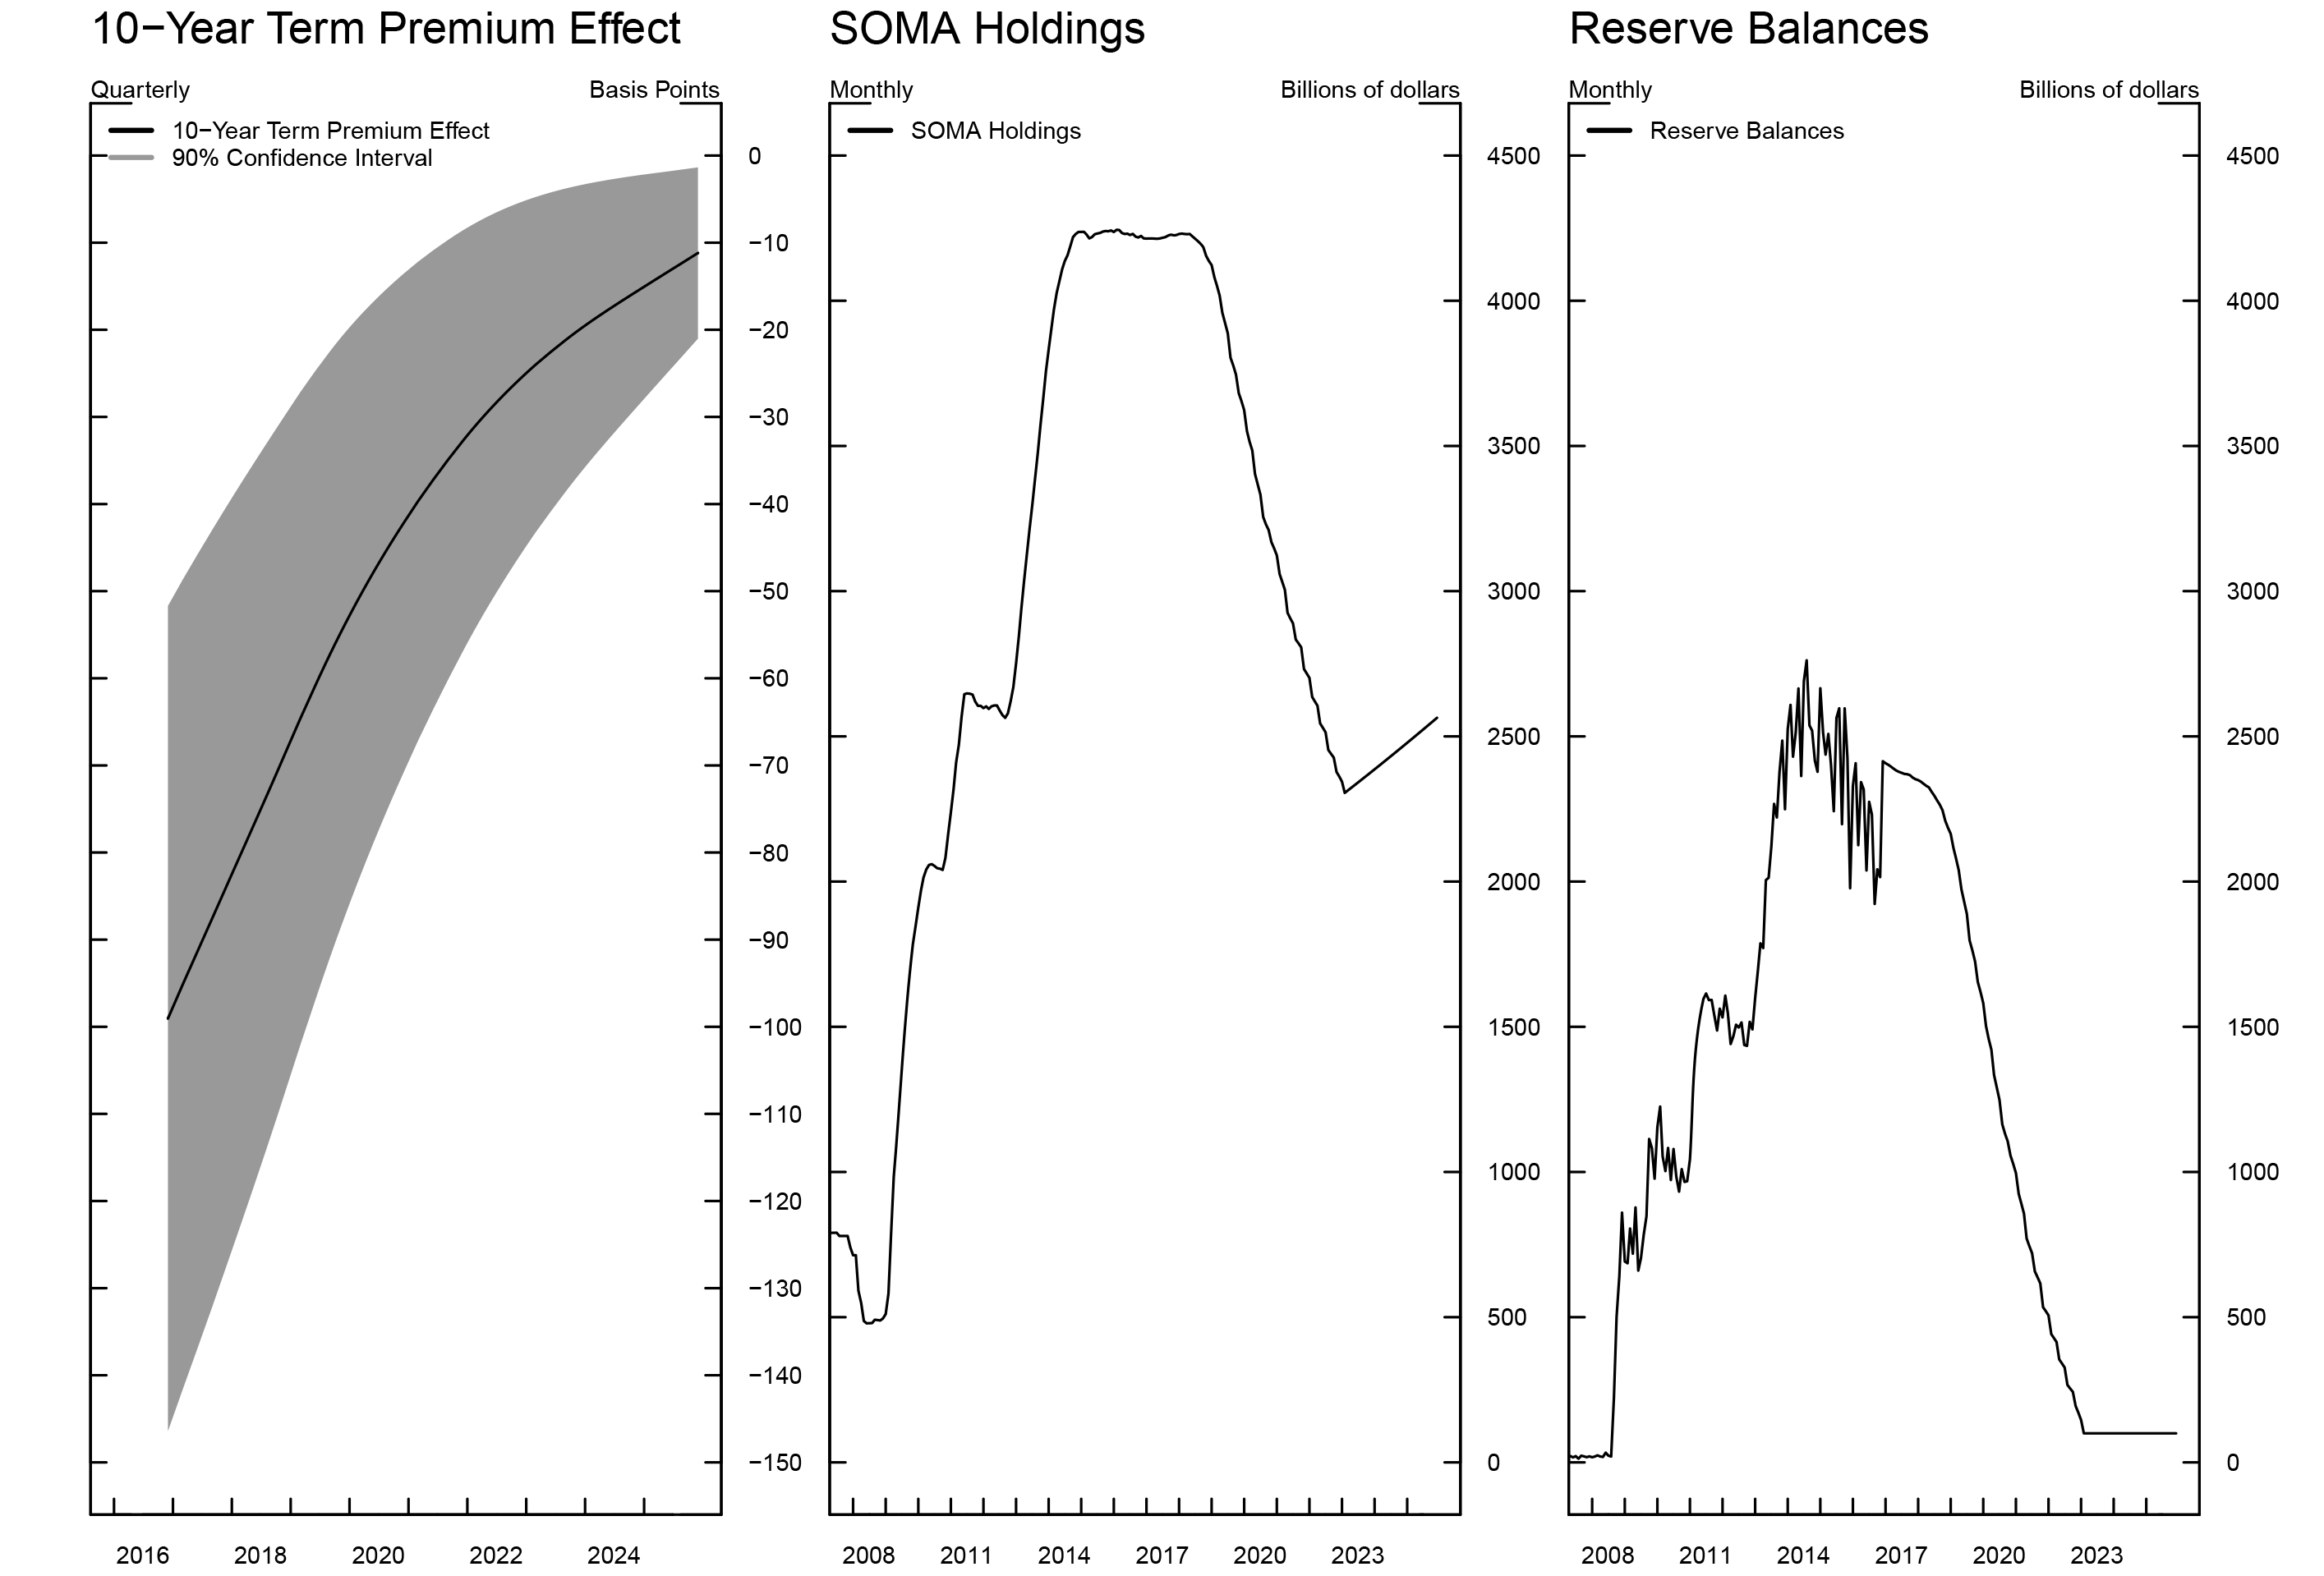 10−Year Term Premium Effect
Quarterly
Basis Points
10−Year Term Premium Effect
90% Confidence Interval
0
−10
−20
−30
−40
−50
−60
−70
−80
−90
−100
−110
−120
−130
−140
−150
2016 2018 2020 2022 2024
SOMA Holdings
Monthly
Billions of dollars
SOMA Holdings
4500
4000
3500
3000
2500
2000
1500
1000
500
0
2008 2011 2014 2017 2020 2023
Reserve Balances
Monthly
Billions of dollars
Reserve Balances
4500
4000
3500
3000
2500
2000
1500
1000
500
0
2008 2011 2014 2017 2020 2023